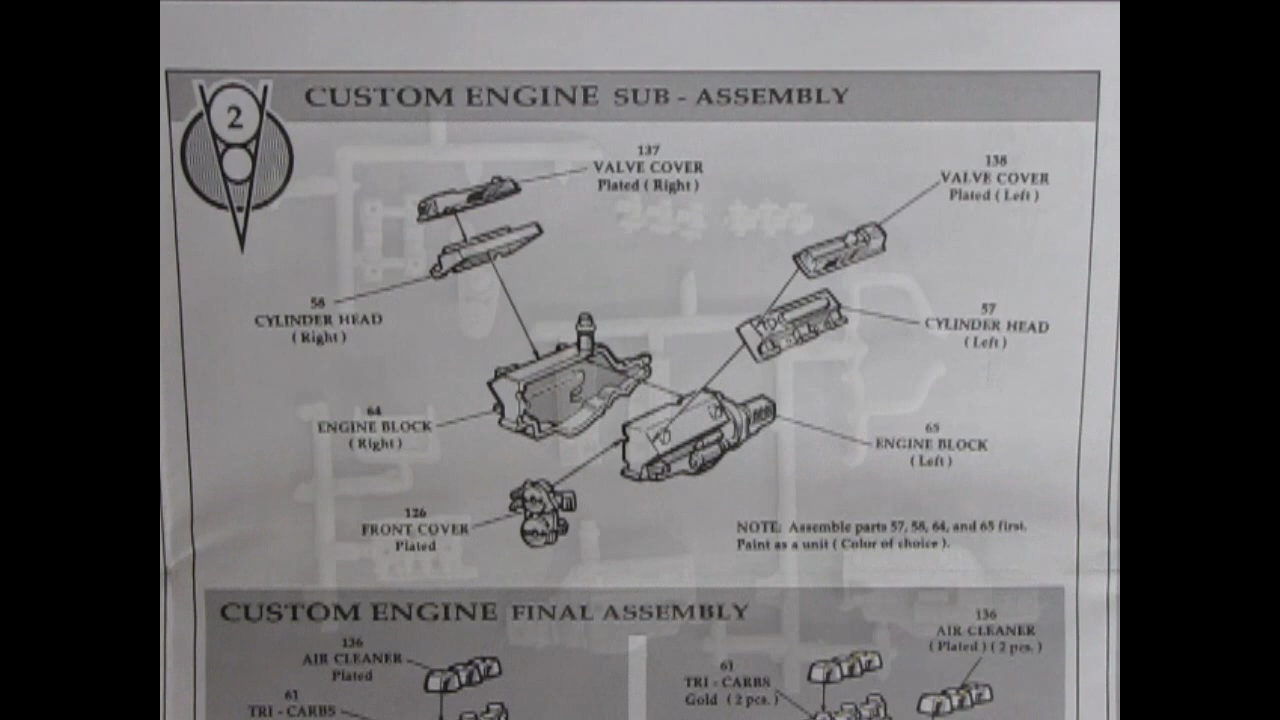 2
CUSTOM ENGINE SUB - ASSEMBLY
137
VALVE COVER
Plated ( Right )
138
VALVE COVER
Plated ( Left )
58
CYLINDER HEAD
( Right )
57
CYLINDER HEAD
( Left )
64
ENGINE BLOCK
( Right )
65
ENGINE BLOCK
( Left )
126
FRONT COVER
Plated
NOTE: Assemble parts 57, 58, 64, and 65 first.
Paint as a unit ( Color of choice ).
CUSTOM ENGINE FINAL ASSEMBLY
136
AIR CLEANER
Plated
61
TRI - CARBS
61
TRI - CARBS
Gold ( 2 pcs. )
136
AIR CLEANER
( Plated ) ( 2 pcs. )